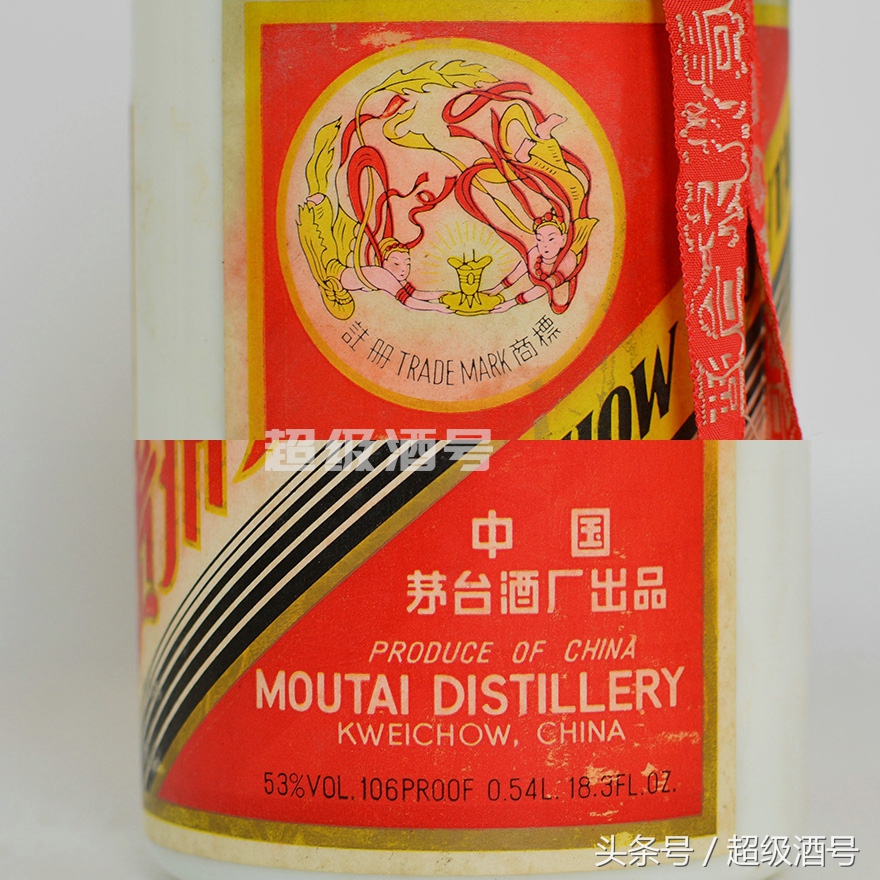 註册 TRADE MARK 商標
HOW
超级酒号
中国
茅台酒厂出品
PRODUCE OF CHINA
MOUTAI DISTILLERY
KWEICHOW, CHINA
53%VOL. 106PROOF 0.54L. 18.3FL.OZ.
头条号 / 超级酒号